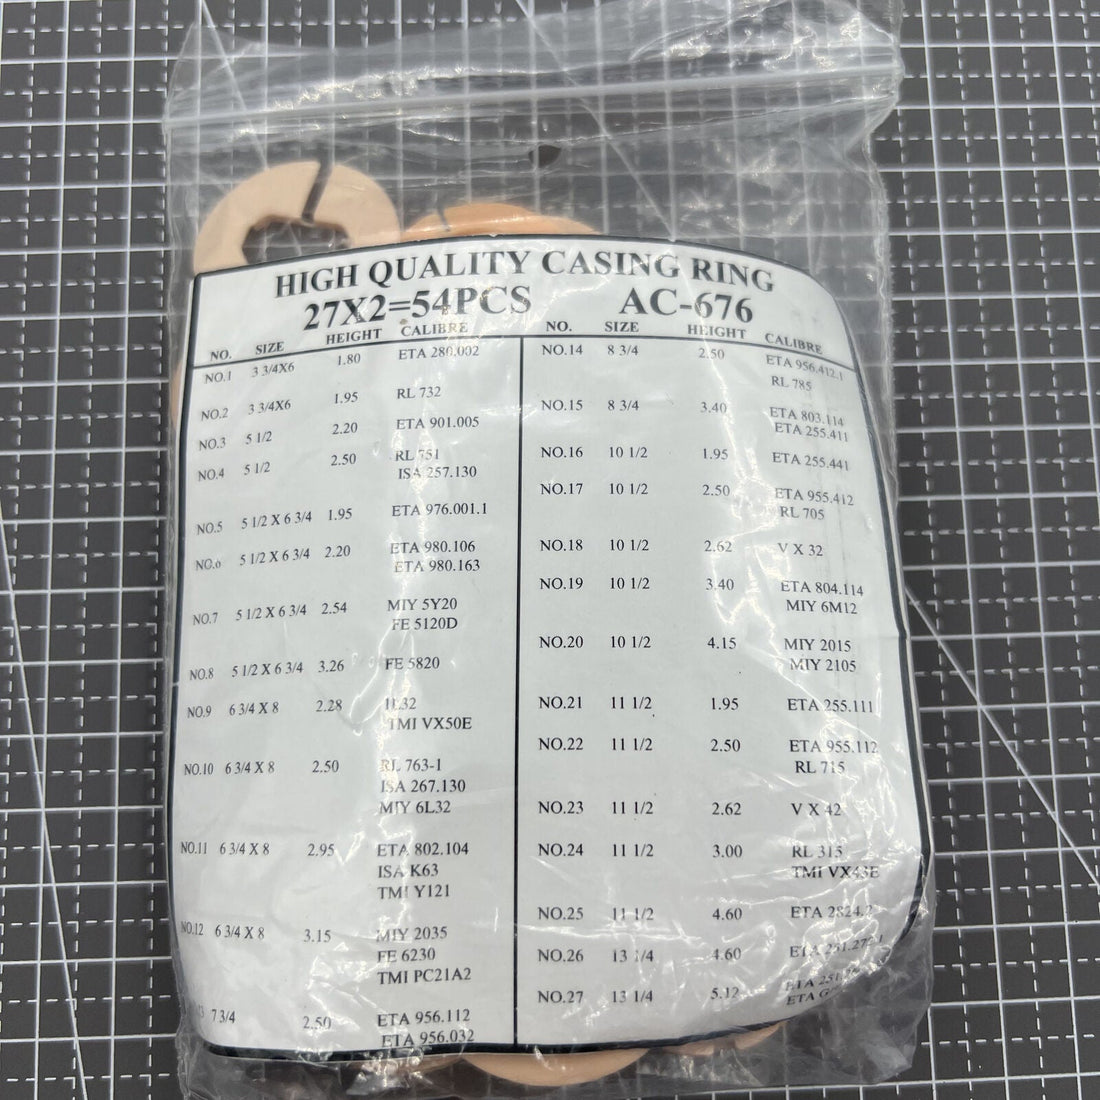 HIGH QUALITY CASING RING
27X2=54PCS AC-676
NO. SIZE HEIGHT CALIBRE
NO.1 3 3/4X6 1.80 ETA 280.002
NO.2 3 3/4X6 1.95 RL 732
NO.3 5 1/2 2.20 ETA 901.005
NO.4 5 1/2 2.50 RL 751
ISA 257.130
NO.5 5 1/2 X 6 3/4 1.95 ETA 976.001.1
NO.6 5 1/2 X 6 3/4 2.20 ETA 980.106
ETA 980.163
NO.7 5 1/2 X 6 3/4 2.54 MIY 5Y20
FE 5120D
NO.8 5 1/2 X 6 3/4 3.26 FE 5820
NO.9 6 3/4 X 8 2.28 1L32
TMI VX50E
NO.10 6 3/4 X 8 2.50 RL 763-1
ISA 267.130
MIY 6L32
NO.11 6 3/4 X 8 2.95 ETA 802.104
ISA K63
TMI Y121
NO.12 6 3/4 X 8 3.15 MIY 2035
FE 6230
TMI PC21A2
7 3/4 2.50 ETA 956.112
ETA 956.032
NO. SIZE HEIGHT CALIBRE
NO.14 8 3/4 2.50 ETA 956.412.1
RL 785
NO.15 8 3/4 3.40 ETA 803.114
ETA 255.411
NO.16 10 1/2 1.95 ETA 255.441
NO.17 10 1/2 2.50 ETA 955.412
RL 705
NO.18 10 1/2 2.62 V X 32
NO.19 10 1/2 3.40 ETA 804.114
MIY 6M12
NO.20 10 1/2 4.15 MIY 2015
MIY 2105
NO.21 11 1/2 1.95 ETA 255.111
NO.22 11 1/2 2.50 ETA 955.112
RL 715
NO.23 11 1/2 2.62 V X 42
NO.24 11 1/2 3.00 RL 315
TMI VX43E
NO.25 11 1/2 4.60 ETA 2824.2
NO.26 13 1/4 4.60 ETA
NO.27 13 1/4 5.12 ETA
ETA